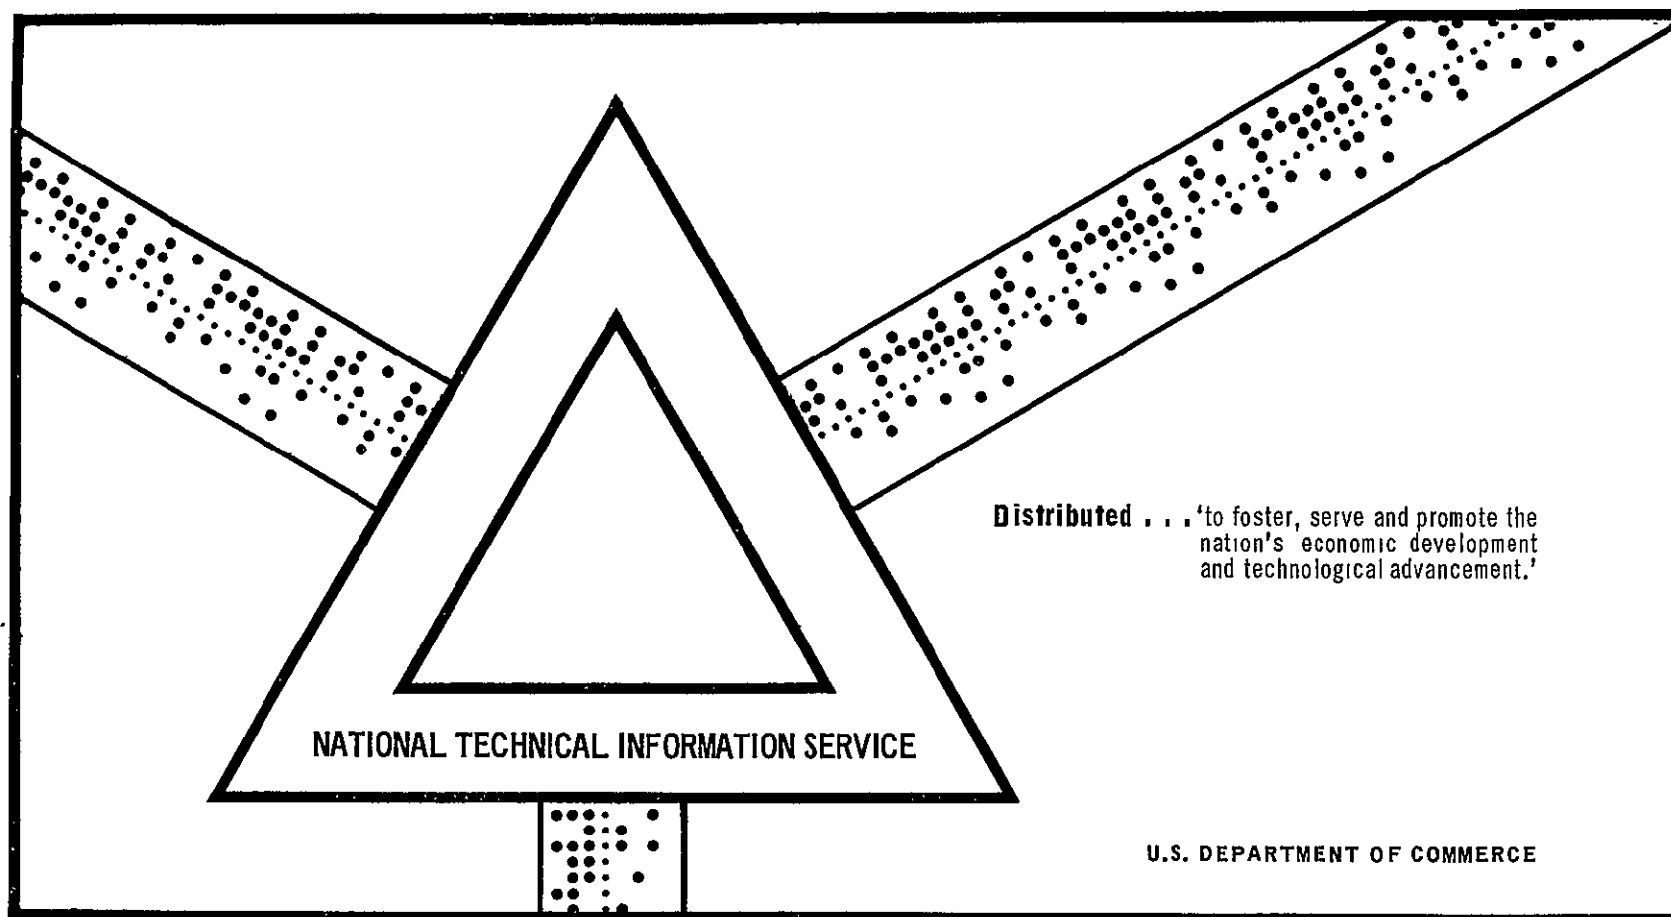 Distributed . . . 'to foster, serve and promote the
nation's economic development
and technological advancement.'
NATIONAL TECHNICAL INFORMATION SERVICE
U.S. DEPARTMENT OF COMMERCE